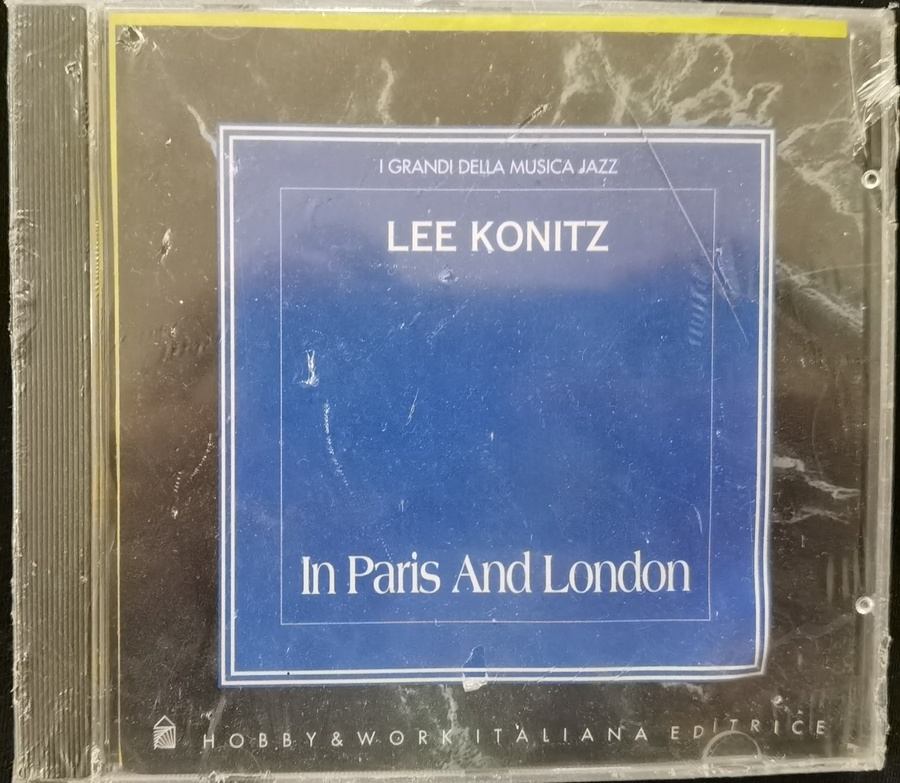 I GRANDI DELLA MUSICA JAZZ
LEE KONITZ
In Paris And London
HOBBY & WORK ITALIANA EDITRICE